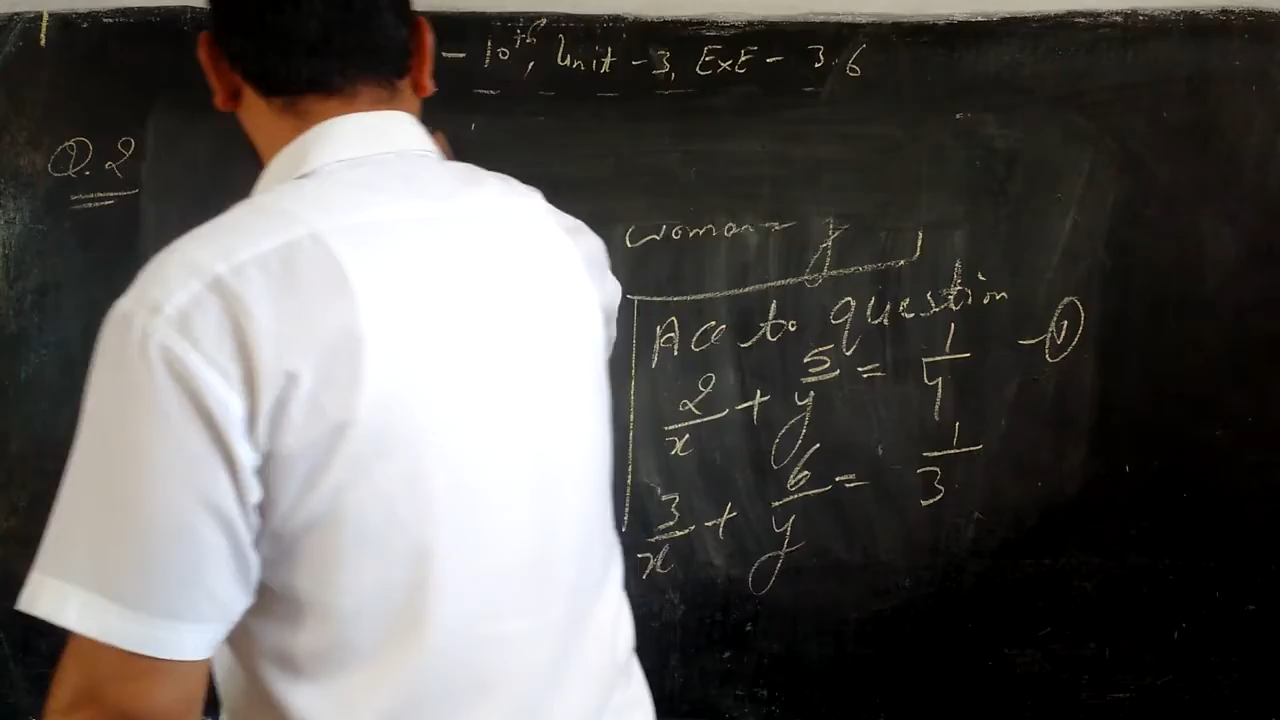 - 10th, Unit - 3, EXE - 3.6
Q.2
Woman = y
Acc to question
2/x + 5/y = 1/4 - ①
3/x + 6/y = 1/3